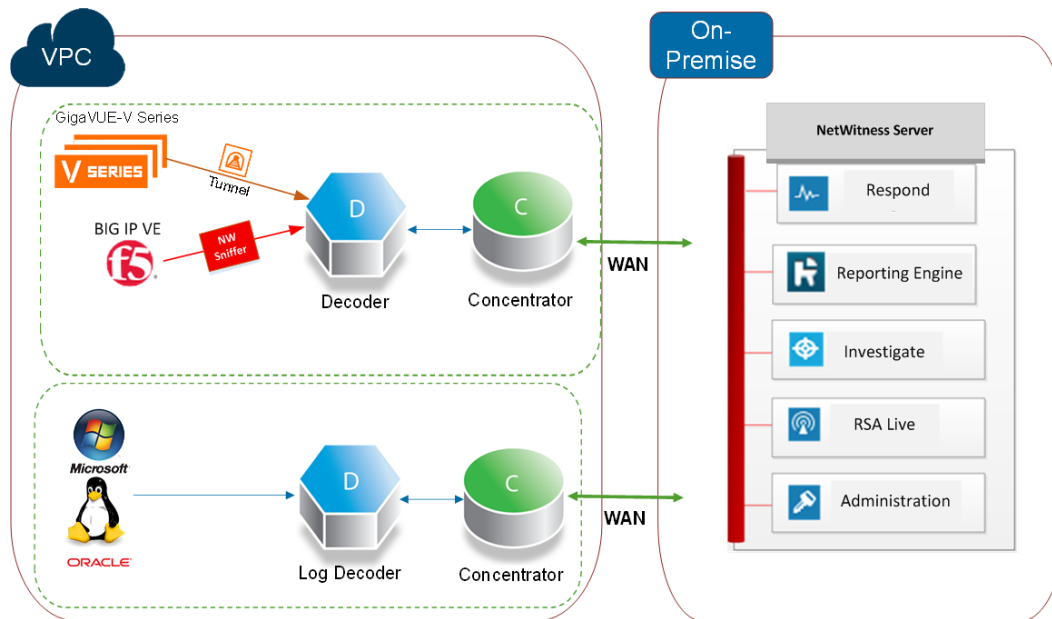 VPC
On-
Premise
GigaVUE-V Series
V SERIES
Tunnel
BIG IP VE
f5
NW
Sniffer
D
C
Decoder
Concentrator
WAN
Microsoft
ORACLE
D
C
Log Decoder
Concentrator
WAN
NetWitness Server
Respond
Reporting Engine
Investigate
RSA Live
Administration